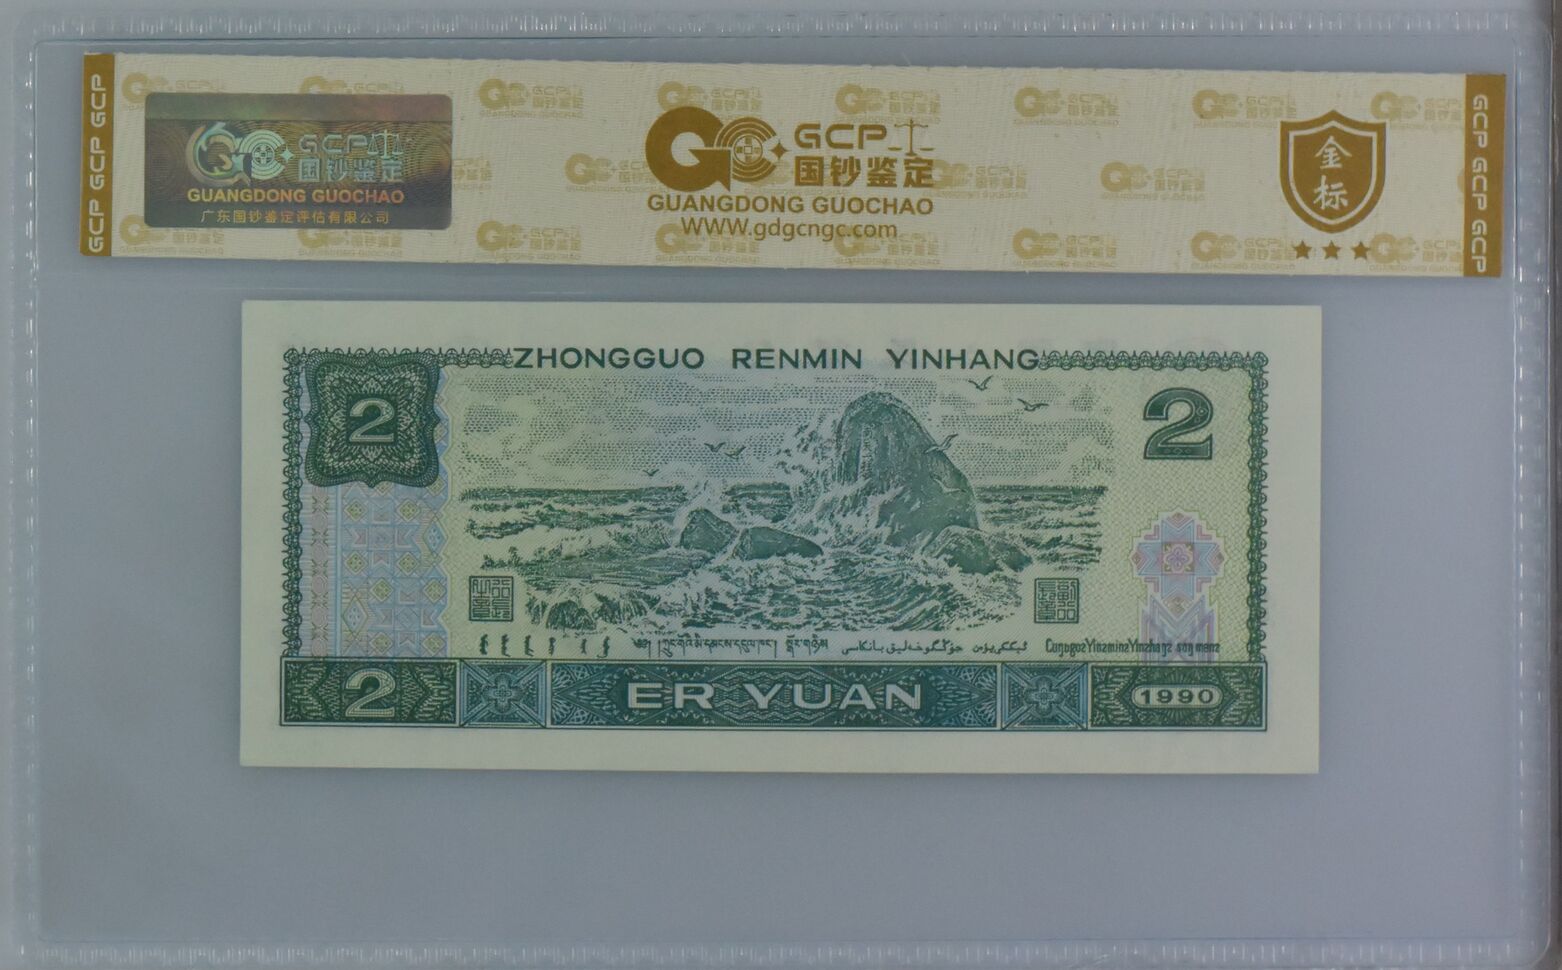 GCP GCP GCP
GCP
国钞鉴定
GUANGDONG GUOCHAO
广东国钞鉴定评估有限公司
GCP
国钞鉴定
GUANGDONG GUOCHAO
WWW.gdgcngc.com
金标
GCP GCP GCP
ZHONGGUO RENMIN YINHANG
2
2
2
ER YUAN
1990